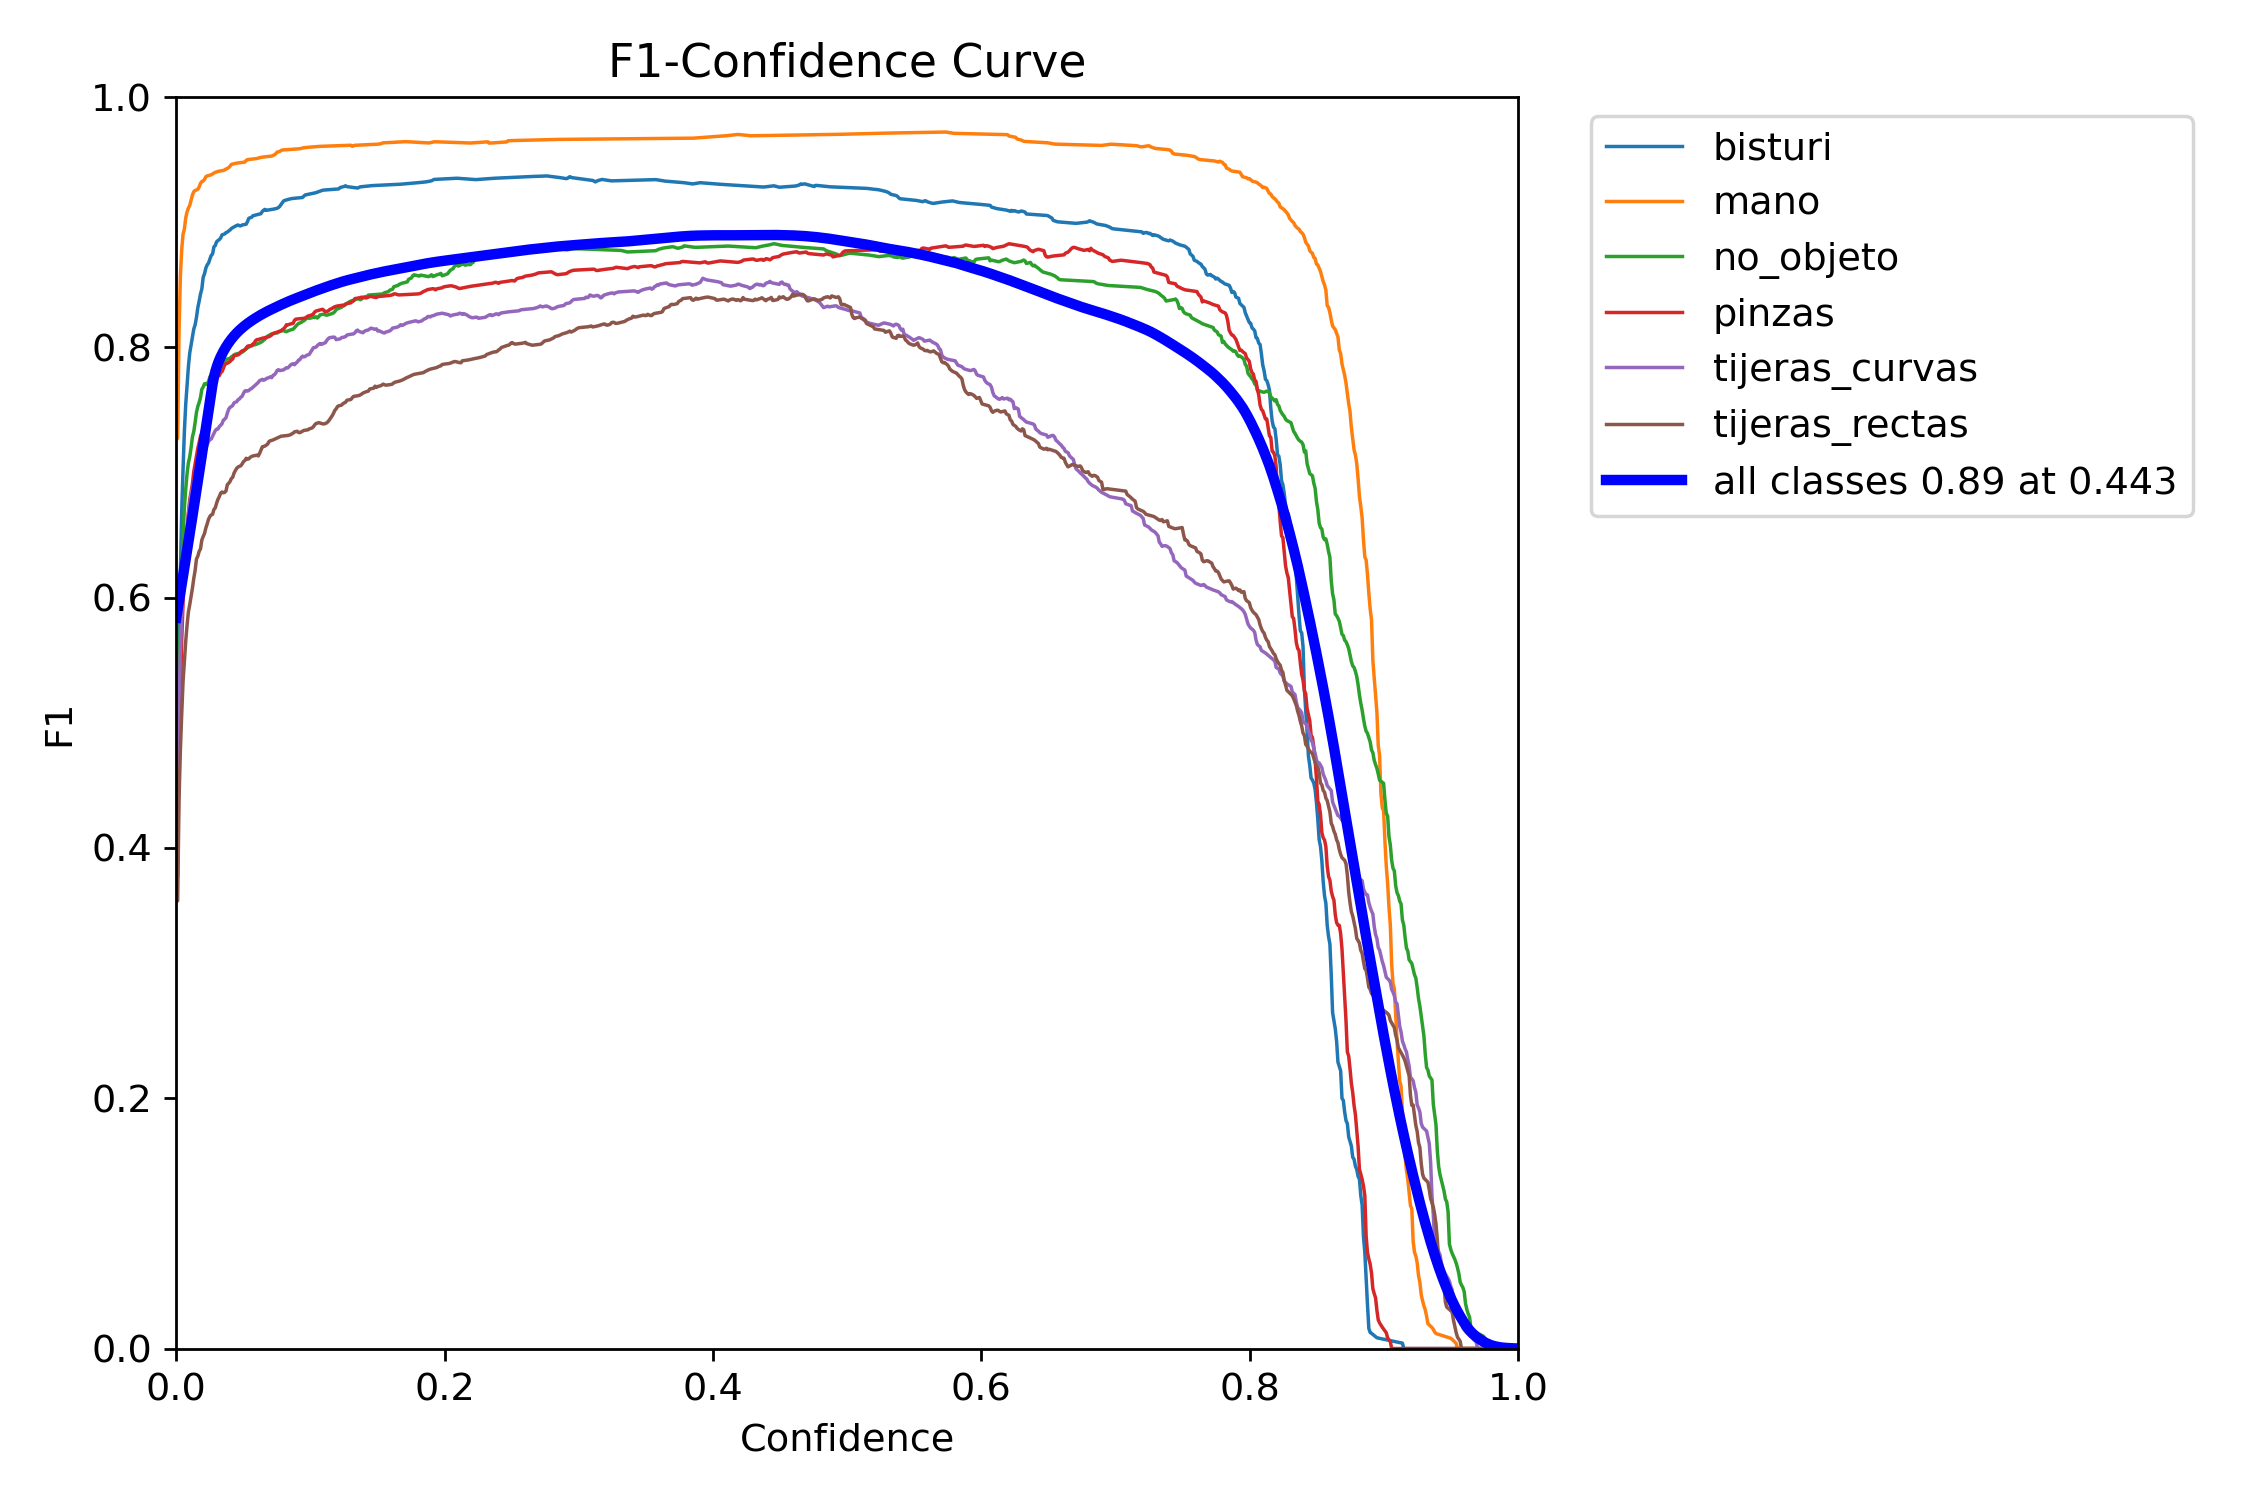 F1-Confidence Curve
1.0
0.8
0.6
0.4
0.2
0.0
F1
0.0 0.2 0.4 0.6 0.8 1.0
Confidence
bisturi
mano
no_objeto
pinzas
tijeras_curvas
tijeras_rectas
all classes 0.89 at 0.443